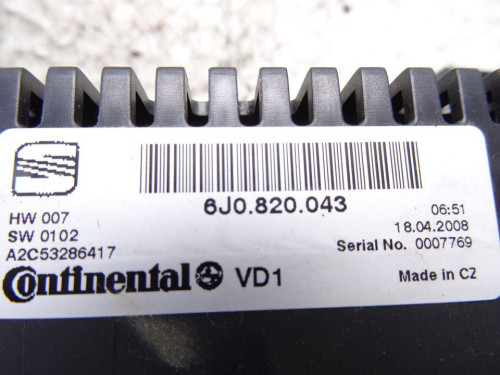 6J0.820.043
HW 007
SW 0102
A2C53286417
06:51
18.04.2008
Serial No. 0007769
Continental VD1
Made in CZ